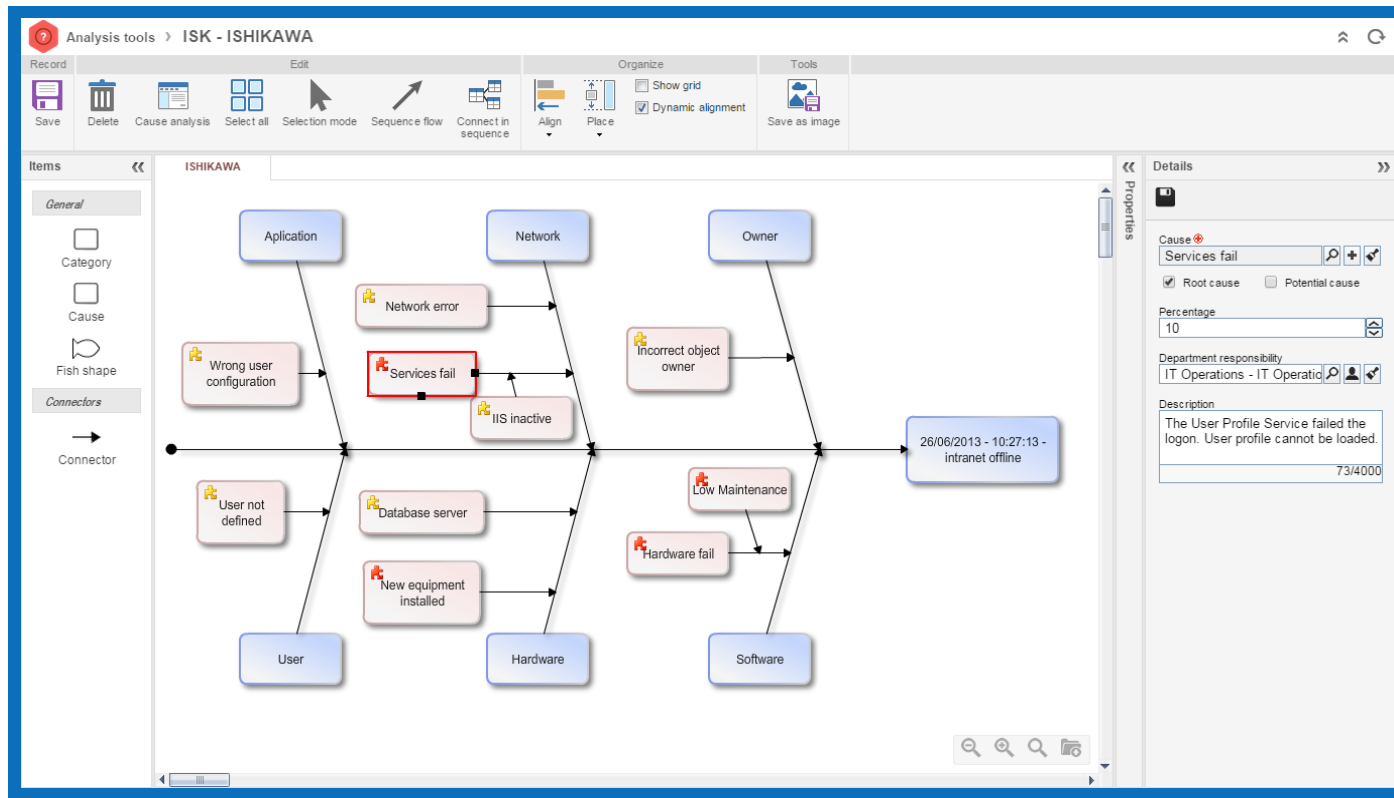 Analysis tools › ISK - ISHIKAWA
Record
Edit
Organize
Tools
Save
Delete
Cause analysis
Select all
Selection mode
Sequence flow
Connect in
sequence
Align
Place
Show grid
Dynamic alignment
Save as image
Items
General
Category
Cause
Fish shape
Connectors
Connector
ISHIKAWA
Aplication
Network
Owner
Network error
Wrong user
configuration
Services fail
IIS inactive
Incorrect object
owner
26/06/2013 - 10:27:13 -
intranet offline
User not
defined
Database server
New equipment
installed
Low Maintenance
Hardware fail
User
Hardware
Software
Properties
Details
Cause
Services fail
Root cause
Potential cause
Percentage
10
Department responsibility
IT Operations - IT Operatio
Description
The User Profile Service failed the
logon. User profile cannot be loaded.
73/4000